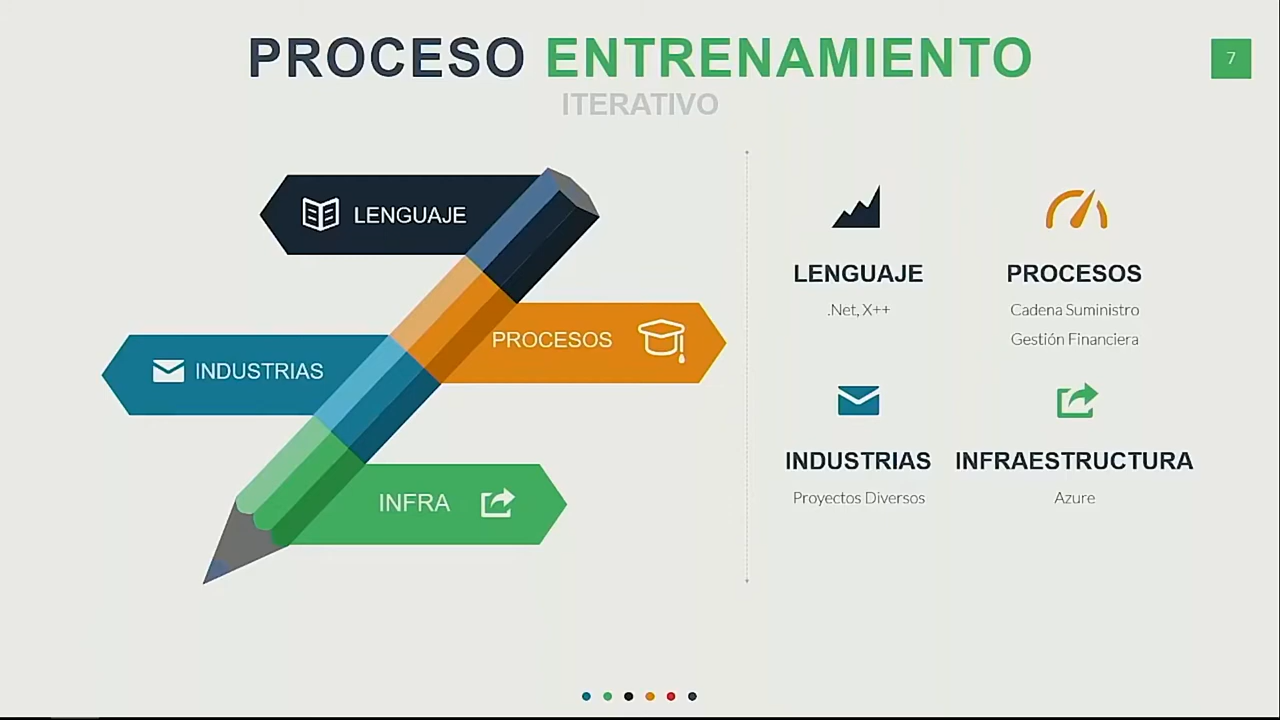 PROCESO ENTRENAMIENTO
7
ITERATIVO
LENGUAJE
PROCESOS
INDUSTRIAS
INFRA
LENGUAJE
.Net, X++
PROCESOS
Cadena Suministro
Gestión Financiera
INDUSTRIAS
Proyectos Diversos
INFRAESTRUCTURA
Azure